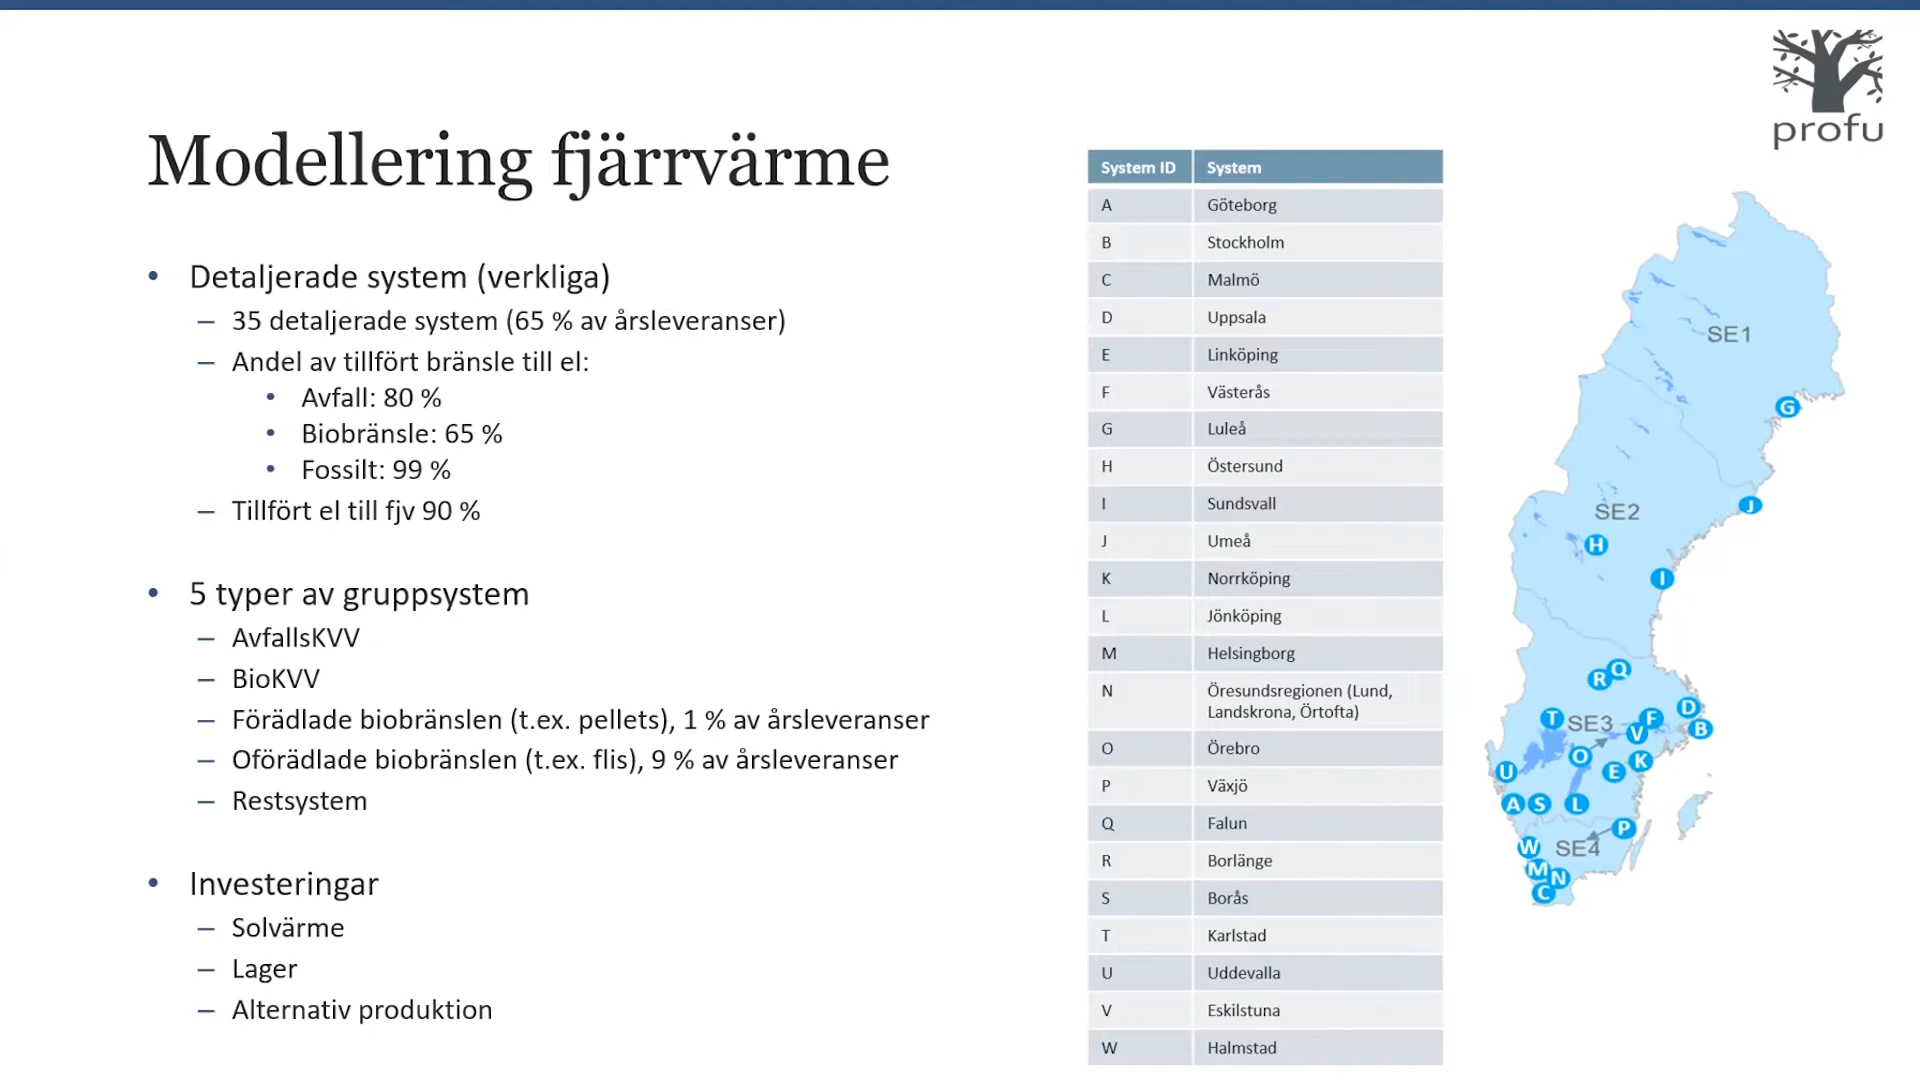 profu
Modellering fjärrvärme
• Detaljerade system (verkliga)
– 35 detaljerade system (65 % av årsleveranser)
– Andel av tillfört bränsle till el:
• Avfall: 80 %
• Biobränsle: 65 %
• Fossilt: 99 %
– Tillfört el till fjv 90 %
• 5 typer av gruppsystem
– AvfallsKVV
– BioKVV
– Förädlade biobränslen (t.ex. pellets), 1 % av årsleveranser
– Oförädlade biobränslen (t.ex. flis), 9 % av årsleveranser
– Restsystem
• Investeringar
– Solvärme
– Lager
– Alternativ produktion
System ID System
A Göteborg
B Stockholm
C Malmö
D Uppsala
E Linköping
F Västerås
G Luleå
H Östersund
I Sundsvall
J Umeå
K Norrköping
L Jönköping
M Helsingborg
N Öresundsregionen (Lund,
Landskrona, Örtofta)
O Örebro
P Växjö
Q Falun
R Borlänge
S Borås
T Karlstad
U Uddevalla
V Eskilstuna
W Halmstad
SE1
G
J
SE2
H
I
R Q
D
T SE3 F
V B
O K
U E
A S L
P
W SE4
M N
C